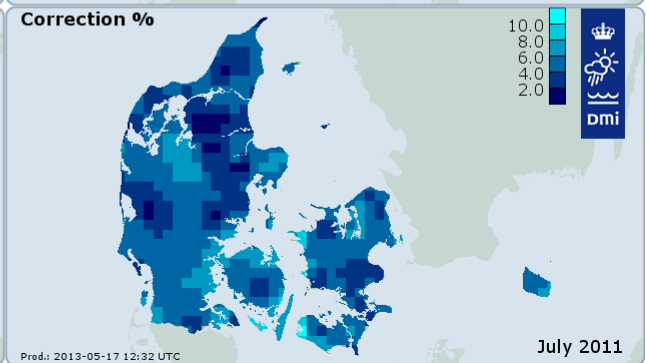 Correction %
10.0
8.0
6.0
4.0
2.0
DMi
Prod.: 2013-05-17 12:32 UTC
July 2011